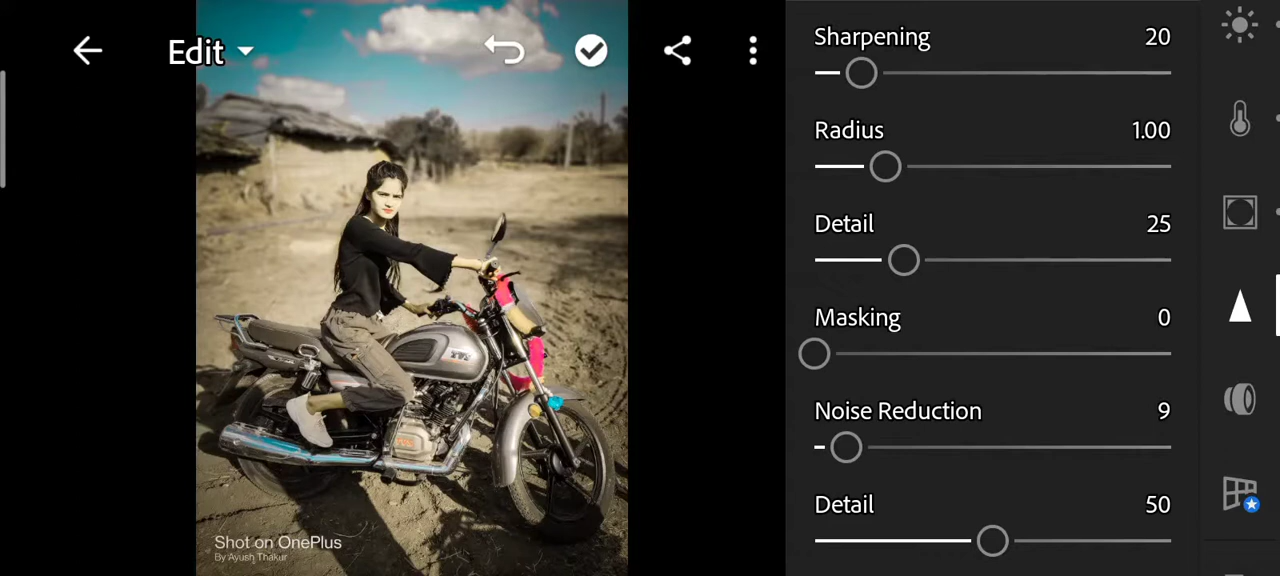 Edit
Shot on OnePlus
By Ayush Thakur
TVS
Sharpening 20
Radius 1.00
Detail 25
Masking 0
Noise Reduction 9
Detail 50